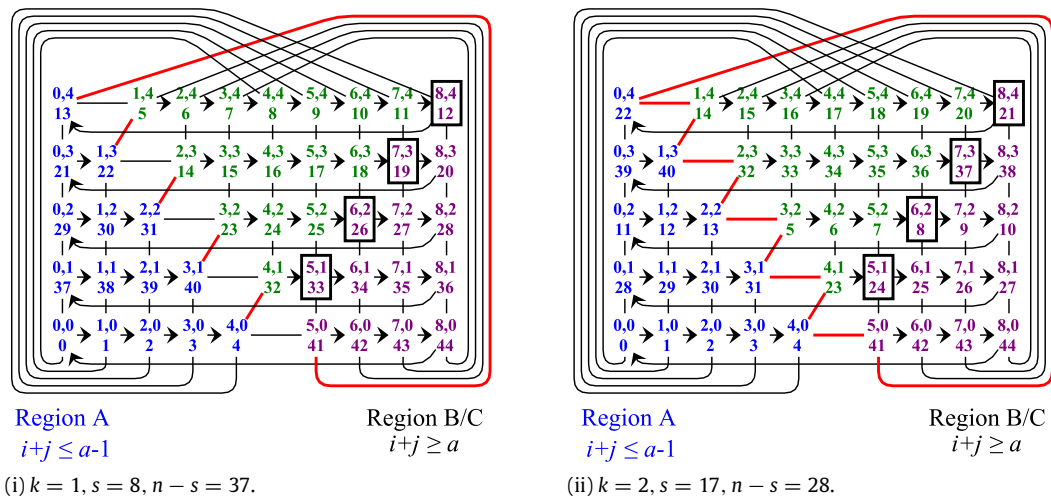 0,4 1,4 2,4 3,4 4,4 5,4 6,4 7,4 8,4
13 5 6 7 8 9 10 11 12
0,3 1,3 2,3 3,3 4,3 5,3 6,3 7,3 8,3
21 22 14 15 16 17 18 19 20
0,2 1,2 2,2 3,2 4,2 5,2 6,2 7,2 8,2
29 30 31 23 24 25 26 27 28
0,1 1,1 2,1 3,1 4,1 5,1 6,1 7,1 8,1
37 38 39 40 32 33 34 35 36
0,0 1,0 2,0 3,0 4,0 5,0 6,0 7,0 8,0
0 1 2 3 4 41 42 43 44
Region A Region B/C
i+j ≤ a-1 i+j ≥ a
(i) k = 1, s = 8, n − s = 37.
0,4 1,4 2,4 3,4 4,4 5,4 6,4 7,4 8,4
22 14 15 16 17 18 19 20 21
0,3 1,3 2,3 3,3 4,3 5,3 6,3 7,3 8,3
39 40 32 33 34 35 36 37 38
0,2 1,2 2,2 3,2 4,2 5,2 6,2 7,2 8,2
11 12 13 5 6 7 8 9 10
0,1 1,1 2,1 3,1 4,1 5,1 6,1 7,1 8,1
28 29 30 31 23 24 25 26 27
0,0 1,0 2,0 3,0 4,0 5,0 6,0 7,0 8,0
0 1 2 3 4 41 42 43 44
Region A Region B/C
i+j ≤ a-1 i+j ≥ a
(ii) k = 2, s = 17, n − s = 28.